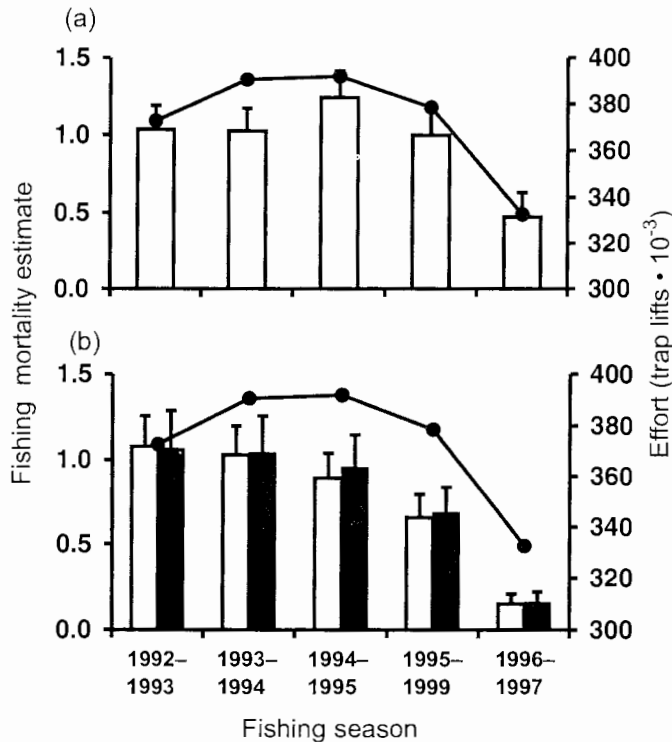 (a)
1.5
1.0
0.5
0.0
400
380
360
340
320
300
(b)
1.5
1.0
0.5
0.0
400
380
360
340
320
300
Fishing mortality estimate
Effort (trap lifts • 10⁻³)
1992– 1993– 1994– 1995– 1996–
1993 1994 1995 1999 1997
Fishing season